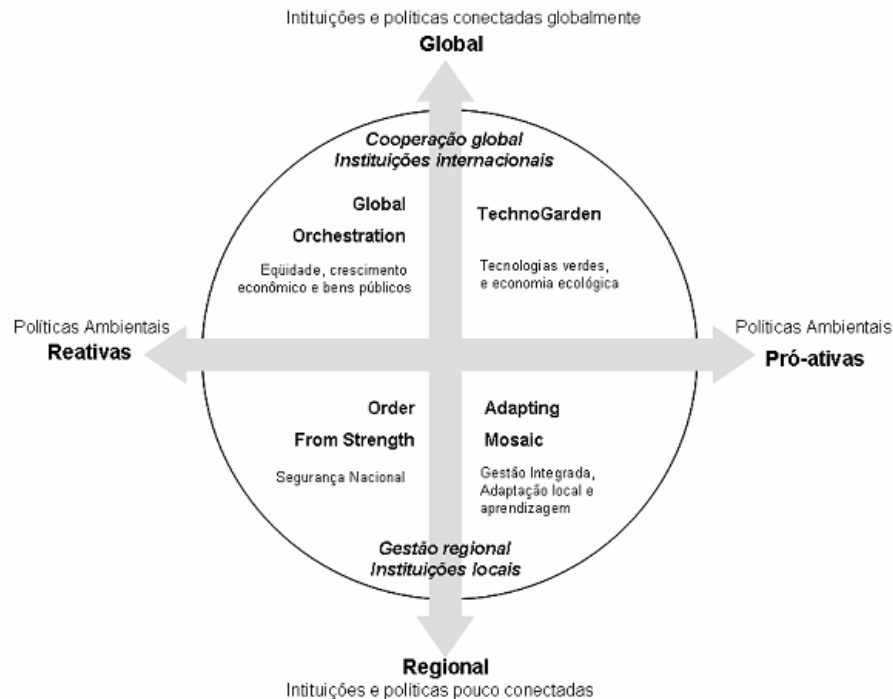 Intituições e políticas conectadas globalmente
Global
Cooperação global
Instituições internacionais
Global
Orchestration
Eqüidade, crescimento
econômico e bens públicos
TechnoGarden
Tecnologias verdes,
e economia ecológica
Políticas Ambientais
Reativas
Políticas Ambientais
Pró-ativas
Order
From Strength
Segurança Nacional
Adapting
Mosaic
Gestão Integrada,
Adaptação local e
aprendizagem
Gestão regional
Instituições locais
Regional
Intituições e políticas pouco conectadas